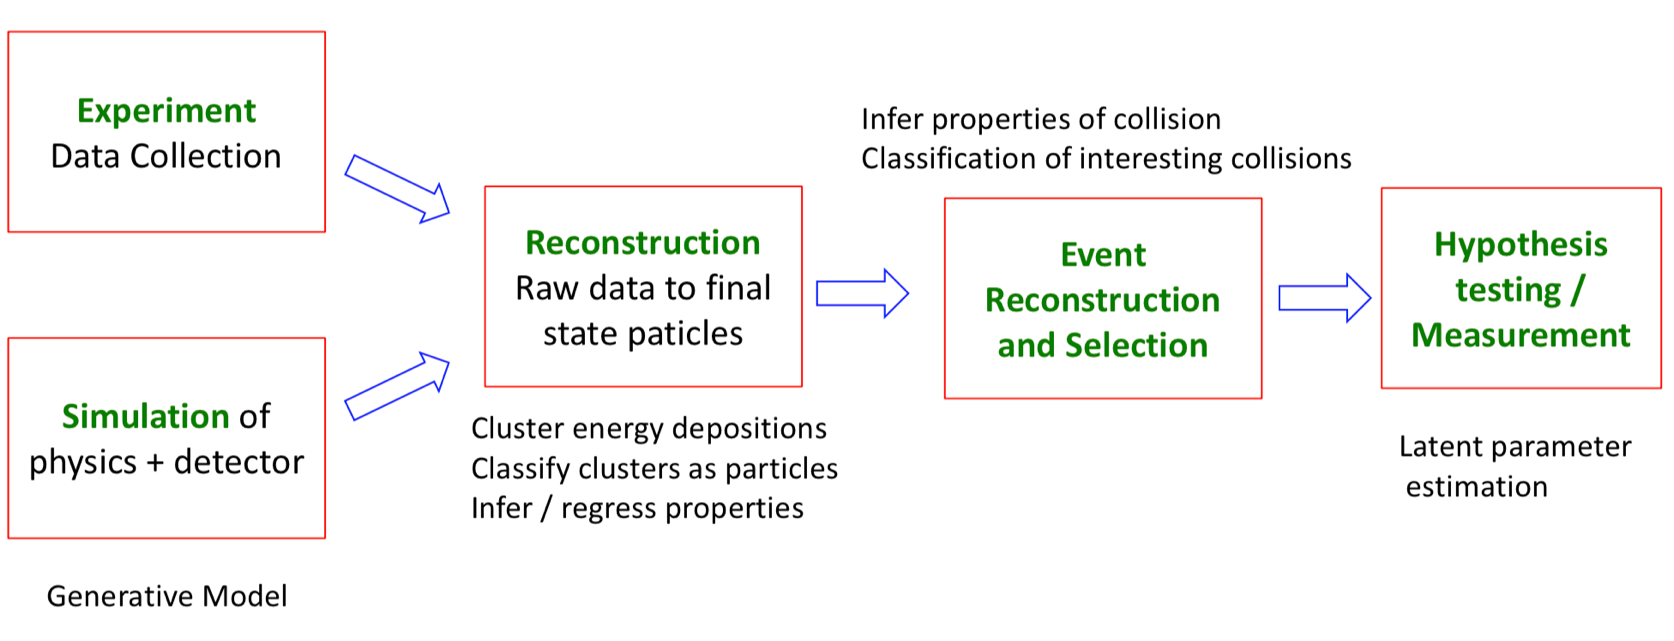 Experiment
Data Collection
Simulation of
physics + detector
Generative Model
Reconstruction
Raw data to final
state paticles
Cluster energy depositions
Classify clusters as particles
Infer / regress properties
Infer properties of collision
Classification of interesting collisions
Event
Reconstruction
and Selection
Hypothesis
testing /
Measurement
Latent parameter
estimation